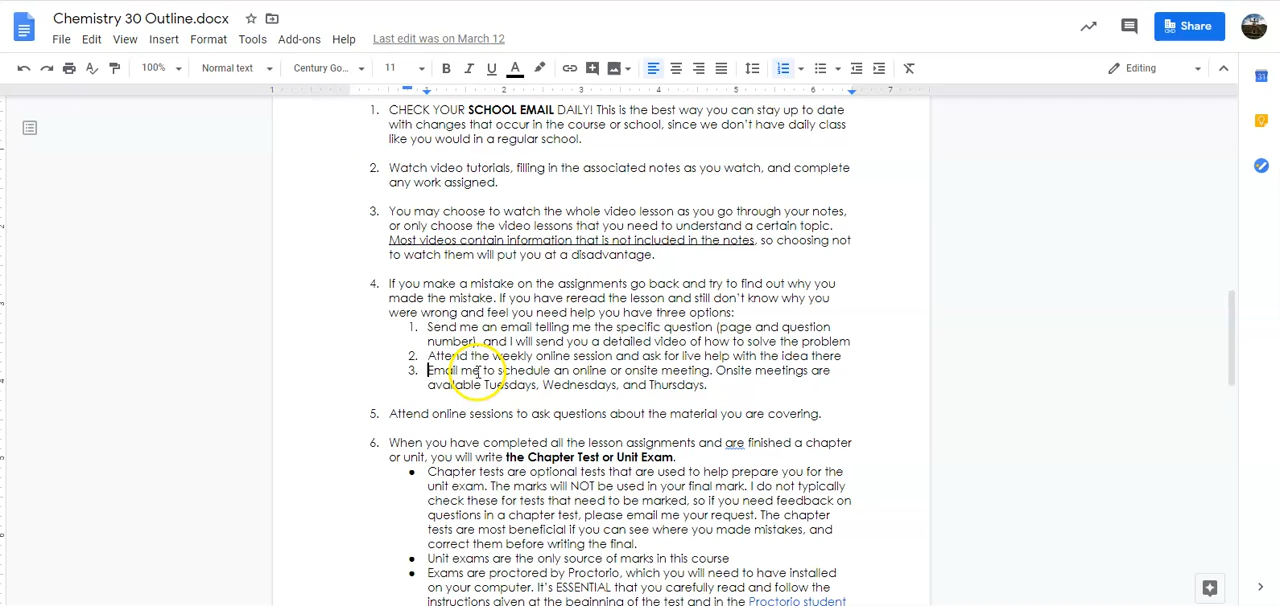 Chemistry 30 Outline.docx
File Edit View Insert Format Tools Add-ons Help Last edit was on March 12
Share
100% Normal text Century Go... 11 B I U A Editing
1 1 2 3 4 5 6 7
1. CHECK YOUR SCHOOL EMAIL DAILY! This is the best way you can stay up to date
with changes that occur in the course or school, since we don't have daily class
like you would in a regular school.
2. Watch video tutorials, filling in the associated notes as you watch, and complete
any work assigned.
3. You may choose to watch the whole video lesson as you go through your notes,
or only choose the video lessons that you need to understand a certain topic.
Most videos contain information that is not included in the notes, so choosing not
to watch them will put you at a disadvantage.
4. If you make a mistake on the assignments go back and try to find out why you
made the mistake. If you have reread the lesson and still don't know why you
were wrong and feel you need help you have three options:
1. Send me an email telling me the specific question (page and question
number), and I will send you a detailed video of how to solve the problem
2. Attend the weekly online session and ask for live help with the idea there
3. Email me to schedule an online or onsite meeting. Onsite meetings are
available Tuesdays, Wednesdays, and Thursdays.
5. Attend online sessions to ask questions about the material you are covering.
6. When you have completed all the lesson assignments and are finished a chapter
or unit, you will write the Chapter Test or Unit Exam.
• Chapter tests are optional tests that are used to help prepare you for the
unit exam. The marks will NOT be used in your final mark. I do not typically
check these for tests that need to be marked, so if you need feedback on
questions in a chapter test, please email me your request. The chapter
tests are most beneficial if you can see where you made mistakes, and
correct them before writing the final.
• Unit exams are the only source of marks in this course
• Exams are proctored by Proctorio, which you will need to have installed
on your computer. It's ESSENTIAL that you carefully read and follow the
instructions given at the beginning of the test and in the Proctorio student